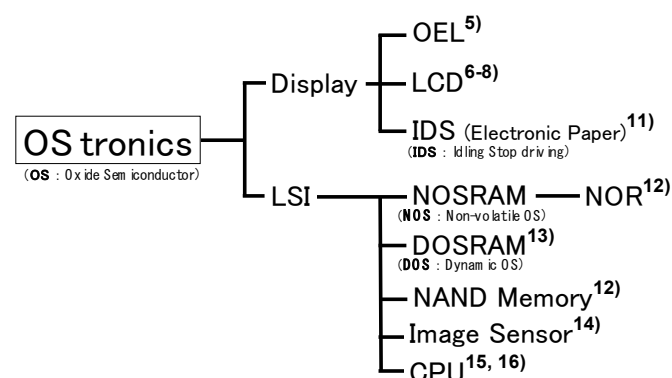 OEL5)
Display
LCD6-8)
IDS (Electronic Paper)11)
(IDS : Idling Stop driving)
OS tronics
(OS : Oxide Semiconductor)
LSI
NOSRAM
NOR12)
(NOS : Non-volatile OS)
DOSRAM13)
(DOS : Dynamic OS)
NAND Memory12)
Image Sensor14)
CPU15, 16)